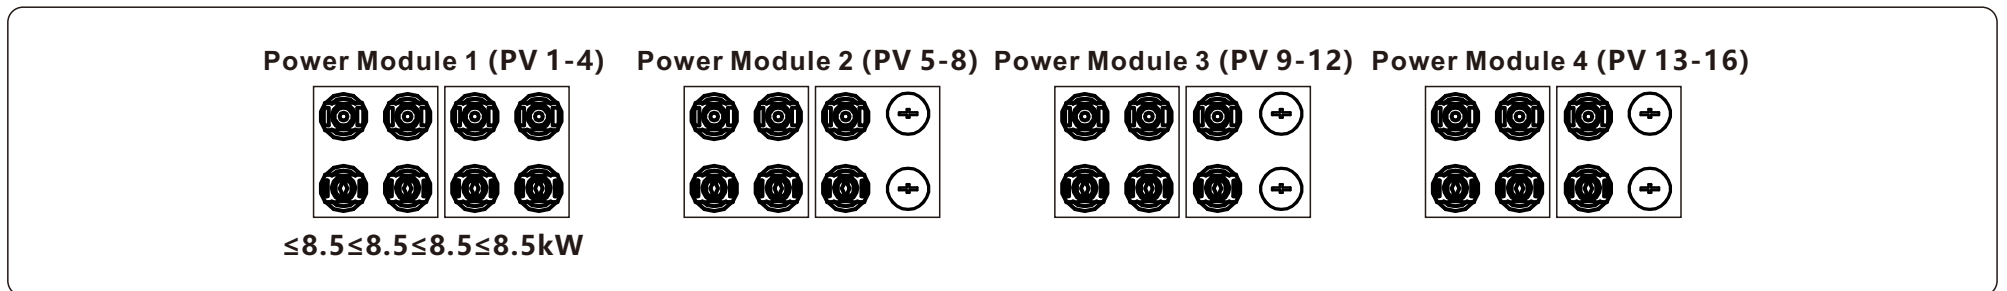 Power Module 1 (PV 1-4) Power Module 2 (PV 5-8) Power Module 3 (PV 9-12) Power Module 4 (PV 13-16)
≤8.5≤8.5≤8.5≤8.5kW